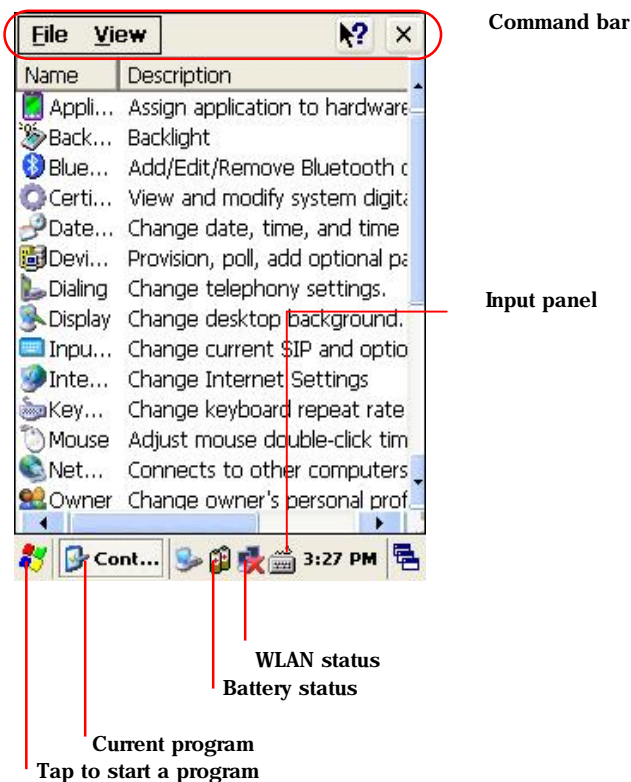 Command bar
File View
Name Description
Appli... Assign application to hardware
Back... Backlight
Blue... Add/Edit/Remove Bluetooth
Certi... View and modify system digita
Date... Change date, time, and time
Devi... Provision, poll, add optional pa
Dialing Change telephony settings.
Display Change desktop background.
Input panel
Inpu... Change current SIP and optio
Inte... Change Internet Settings
Key... Change keyboard repeat rate
Mouse Adjust mouse double-click tim
Net... Connects to other computers
Owner Change owner's personal prof
Cont... 3:27 PM
WLAN status
Battery status
Current program
Tap to start a program